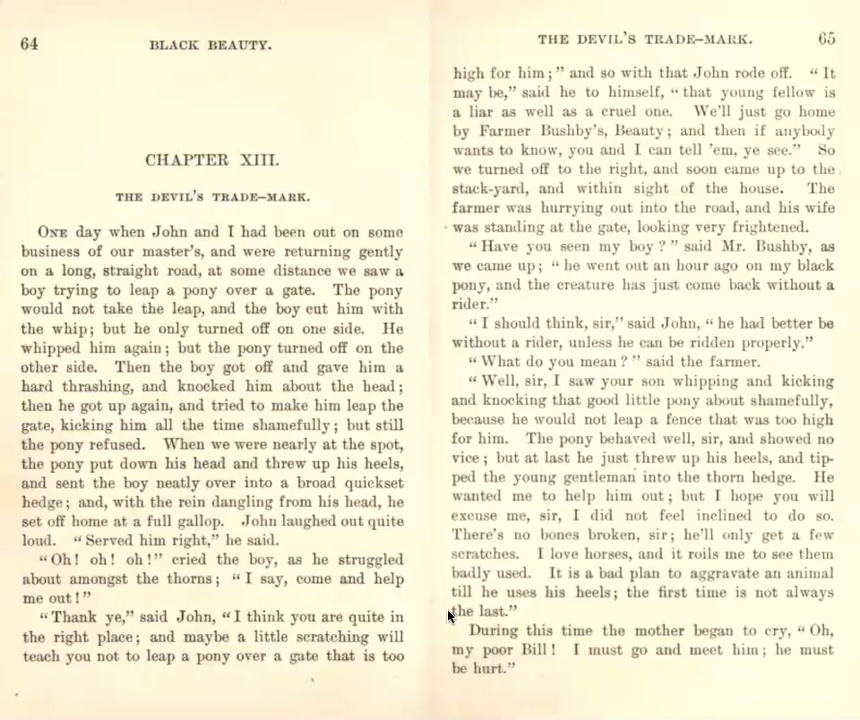 64
BLACK BEAUTY.
CHAPTER XIII.
THE DEVIL'S TRADE-MARK.
ONE day when John and I had been out on some
business of our master's, and were returning gently
on a long, straight road, at some distance we saw a
boy trying to leap a pony over a gate. The pony
would not take the leap, and the boy cut him with
the whip; but he only turned off on one side. He
whipped him again; but the pony turned off on the
other side. Then the boy got off and gave him a
hard thrashing, and knocked him about the head;
then he got up again, and tried to make him leap the
gate, kicking him all the time shamefully; but still
the pony refused. When we were nearly at the spot,
the pony put down his head and threw up his heels,
and sent the boy neatly over into a broad quickset
hedge; and, with the rein dangling from his head, he
set off home at a full gallop. John laughed out quite
loud. "Served him right," he said.
"Oh! oh! oh!" cried the boy, as he struggled
about amongst the thorns; "I say, come and help
me out!"
"Thank ye," said John, "I think you are quite in
the right place; and maybe a little scratching will
teach you not to leap a pony over a gate that is too
THE DEVIL'S TRADE-MARK.
65
high for him;" and so with that John rode off. "It
may be," said he to himself, "that young fellow is
a liar as well as a cruel one. We'll just go home
by Farmer Bushby's, Beauty; and then if anybody
wants to know, you and I can tell 'em, ye see." So
we turned off to the right, and soon came up to the
stack-yard, and within sight of the house. The
farmer was hurrying out into the road, and his wife
was standing at the gate, looking very frightened.
"Have you seen my boy?" said Mr. Bushby, as
we came up; "he went out an hour ago on my black
pony, and the creature has just come back without a
rider."
"I should think, sir," said John, "he had better be
without a rider, unless he can be ridden properly."
"What do you mean?" said the farmer.
"Well, sir, I saw your son whipping and kicking
and knocking that good little pony about shamefully,
because he would not leap a fence that was too high
for him. The pony behaved well, sir, and showed no
vice; but at last he just threw up his heels, and tip-
ped the young gentleman into the thorn hedge. He
wanted me to help him out; but I hope you will
excuse me, sir, I did not feel inclined to do so.
There's no bones broken, sir; he'll only get a few
scratches. I love horses, and it roils me to see them
badly used. It is a bad plan to aggravate an animal
till he uses his heels; the first time is not always
the last."
During this time the mother began to cry, "Oh,
my poor Bill! I must go and meet him; he must
be hurt."